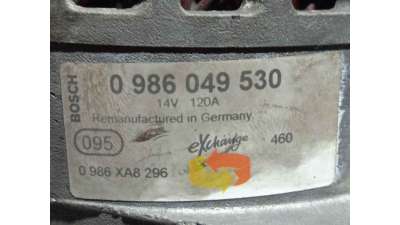 BOSCH
0 986 049 530
14V 120A
Remanufactured in Germany
095
eXchange
460
0 986 XA8 296